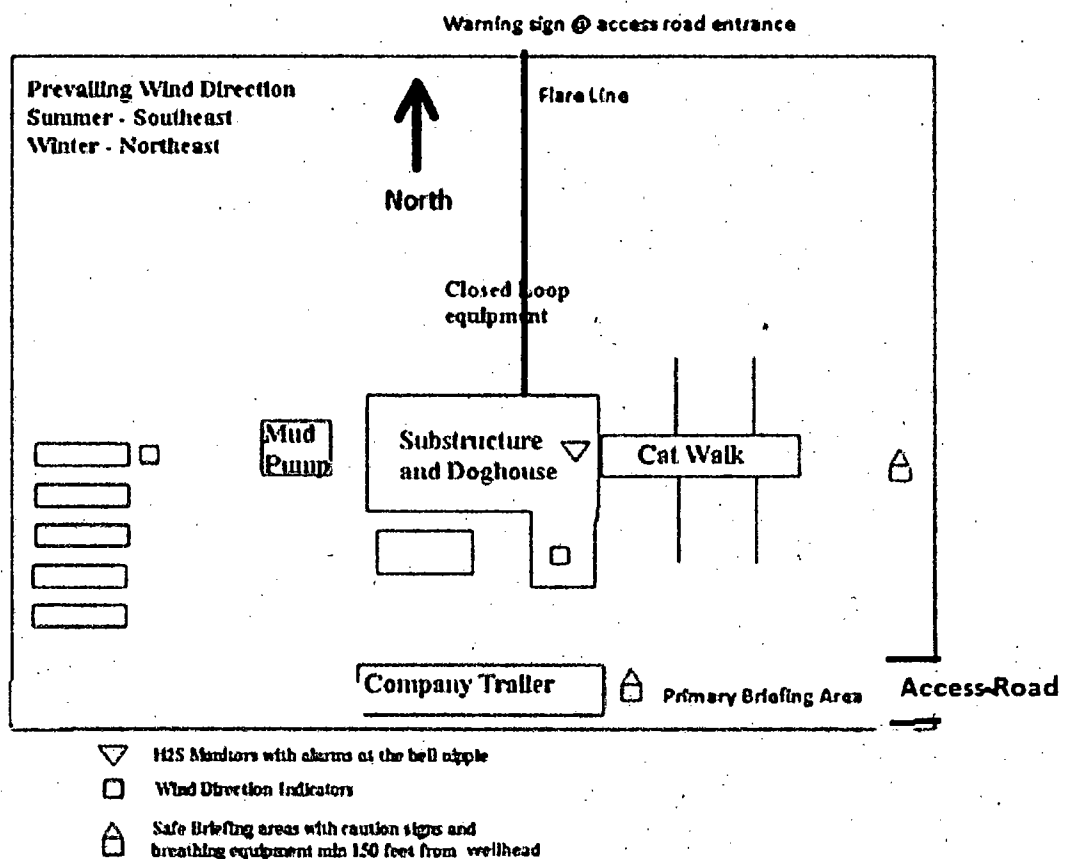 Warning sign @ access road entrance
Prevailing Wind Direction
Summer - Southeast
Winter - Northeast
Flare Line
North
Closed Loop
equipment
Mud
Pump
Substructure
and Doghouse
Cat Walk
Company Trailer
Primary Briefing Area
Access Road
H2S Monitors with alarms at the bell nipple
Wind Direction Indicators
Safe Briefing areas with caution signs and
breathing equipment min 150 feet from wellhead